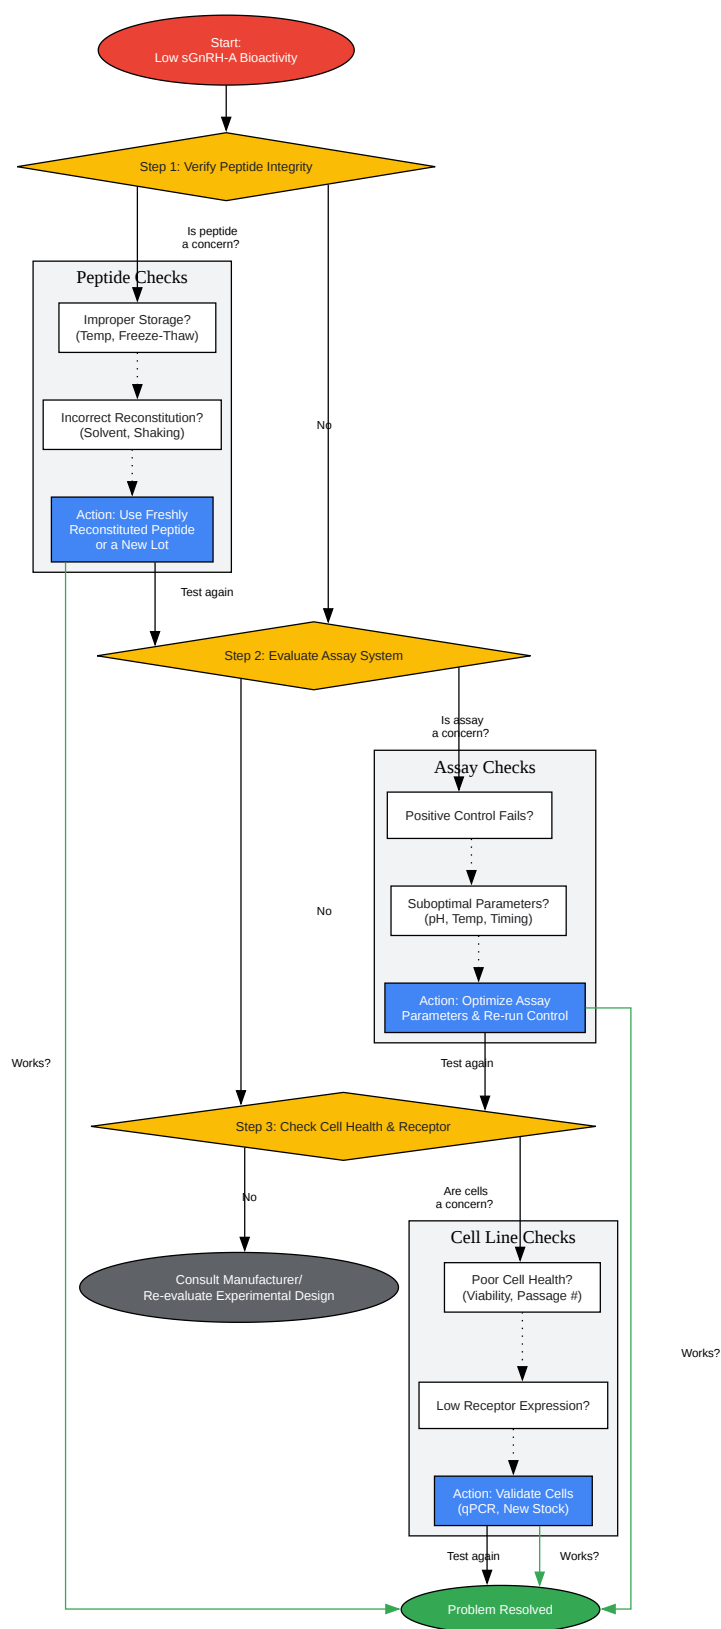 Start:
Low sGnRH-A Bioactivity
Step 1: Verify Peptide Integrity
Is peptide
a concern?
Peptide Checks
Improper Storage?
(Temp, Freeze-Thaw)
Incorrect Reconstitution?
(Solvent, Shaking)
No
Action: Use Freshly
Reconstituted Peptide
or a New Lot
Test again
Step 2: Evaluate Assay System
Is assay
a concern?
Assay Checks
Positive Control Fails?
Suboptimal Parameters?
(pH, Temp, Timing)
No
Action: Optimize Assay
Parameters & Re-run Control
Works?
Test again
Step 3: Check Cell Health & Receptor
No
Are cells
a concern?
Cell Line Checks
Consult Manufacturer/
Re-evaluate Experimental Design
Poor Cell Health?
(Viability, Passage #)
Works?
Low Receptor Expression?
Action: Validate Cells
(qPCR, New Stock)
Test again
Works?
Problem Resolved